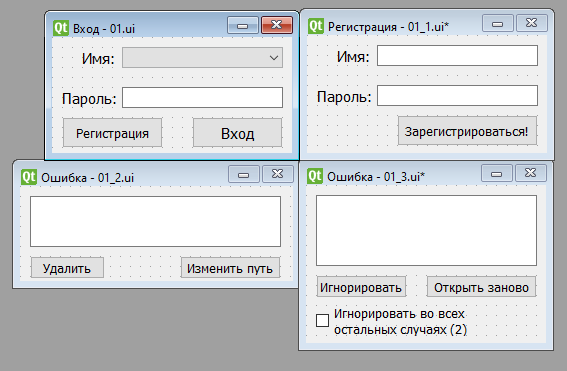 Qt Вход - 01.ui
Имя:
Пароль:
Регистрация Вход
Qt Регистрация - 01_1.ui*
Имя:
Пароль:
Зарегистрироваться!
Qt Ошибка - 01_2.ui
Удалить Изменить путь
Qt Ошибка - 01_3.ui*
Игнорировать Открыть заново
Игнорировать во всех
остальных случаях (2)